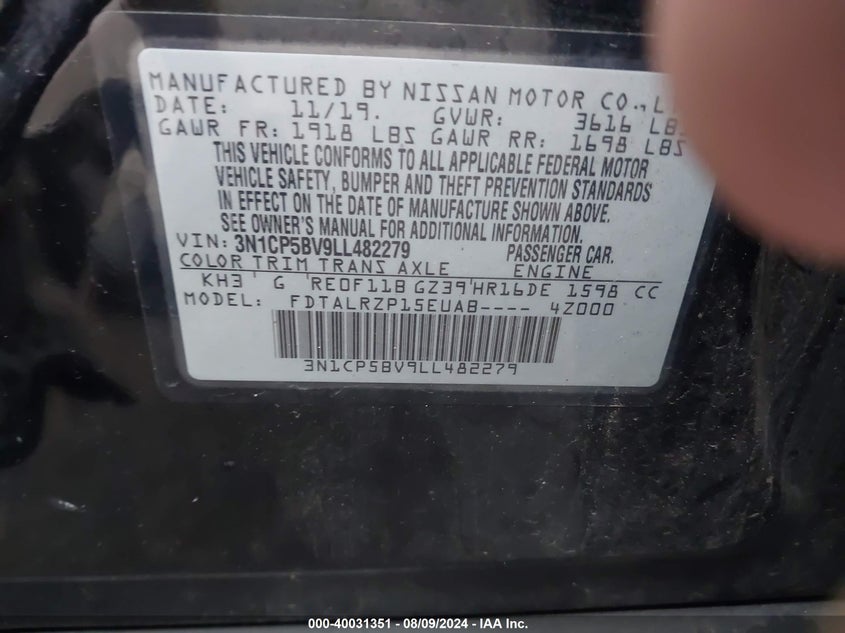 MANUFACTURED BY NISSAN MOTOR CO.,
DATE: 11/19. GVWR: 3616 LBS
GAWR FR: 1918 LBS GAWR RR: 1698 LBS
THIS VEHICLE CONFORMS TO ALL APPLICABLE FEDERAL MOTOR
VEHICLE SAFETY, BUMPER AND THEFT PREVENTION STANDARDS
IN EFFECT ON THE DATE OF MANUFACTURE SHOWN ABOVE.
SEE OWNER'S MANUAL FOR ADDITIONAL INFORMATION.
VIN: 3N1CP5BV9LL482279 PASSENGER CAR.
COLOR TRIM TRANS AXLE ENGINE
KH3 ' G 'RE0F11B GZ39'HR16DE 1598 CC
MODEL: FDTALRZP15EUAB---- 4Z000
3N1CP5BV9LL482279
000-40031351 - 08/09/2024 - IAA Inc.